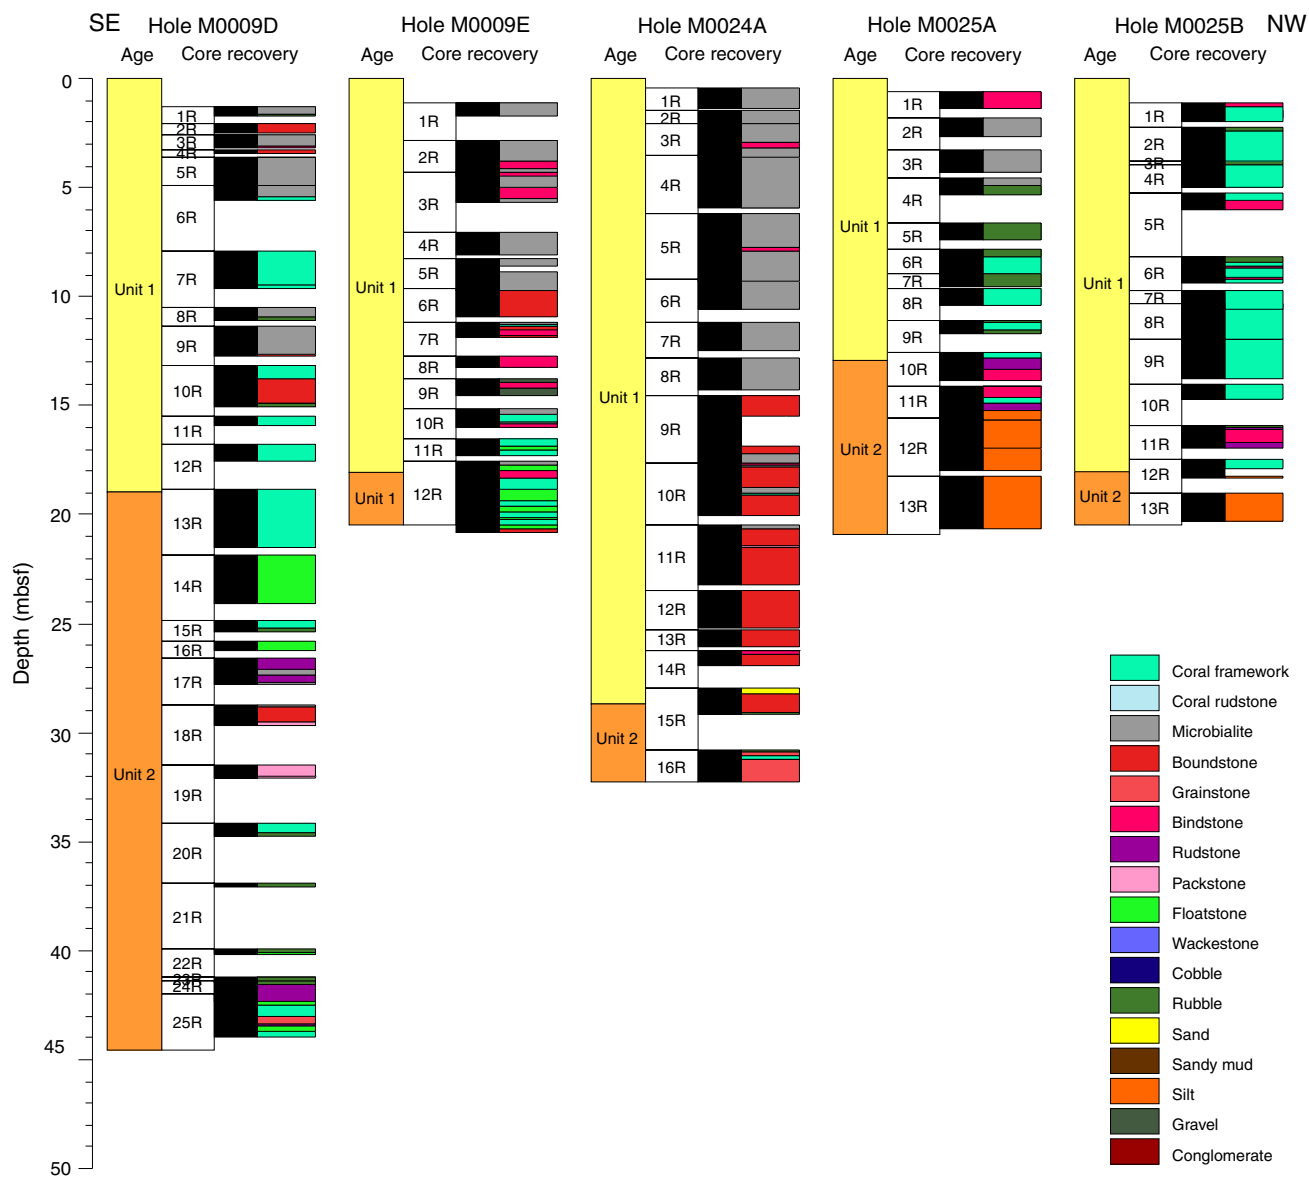 SE
Hole M0009D
Hole M0009E
Hole M0024A
Hole M0025A
Hole M0025B
NW
Age Core recovery
Age Core recovery
Age Core recovery
Age Core recovery
Age Core recovery
Depth (mbsf)
0
5
10
15
20
25
30
35
40
45
50
Unit 1
Unit 2
1R
2R
3R
4R
5R
6R
7R
8R
9R
10R
11R
12R
13R
14R
15R
16R
17R
18R
19R
20R
21R
22R
23R
24R
25R
Unit 1
Unit 1
1R
2R
3R
4R
5R
6R
7R
8R
9R
10R
11R
12R
Unit 1
Unit 2
1R
2R
3R
4R
5R
6R
7R
8R
9R
10R
11R
12R
13R
14R
15R
16R
Unit 1
Unit 2
1R
2R
3R
4R
5R
6R
7R
8R
9R
10R
11R
12R
13R
Unit 1
Unit 2
1R
2R
3R
4R
5R
6R
7R
8R
9R
10R
11R
12R
13R
Coral framework
Coral rudstone
Microbialite
Boundstone
Grainstone
Bindstone
Rudstone
Packstone
Floatstone
Wackestone
Cobble
Rubble
Sand
Sandy mud
Silt
Gravel
Conglomerate